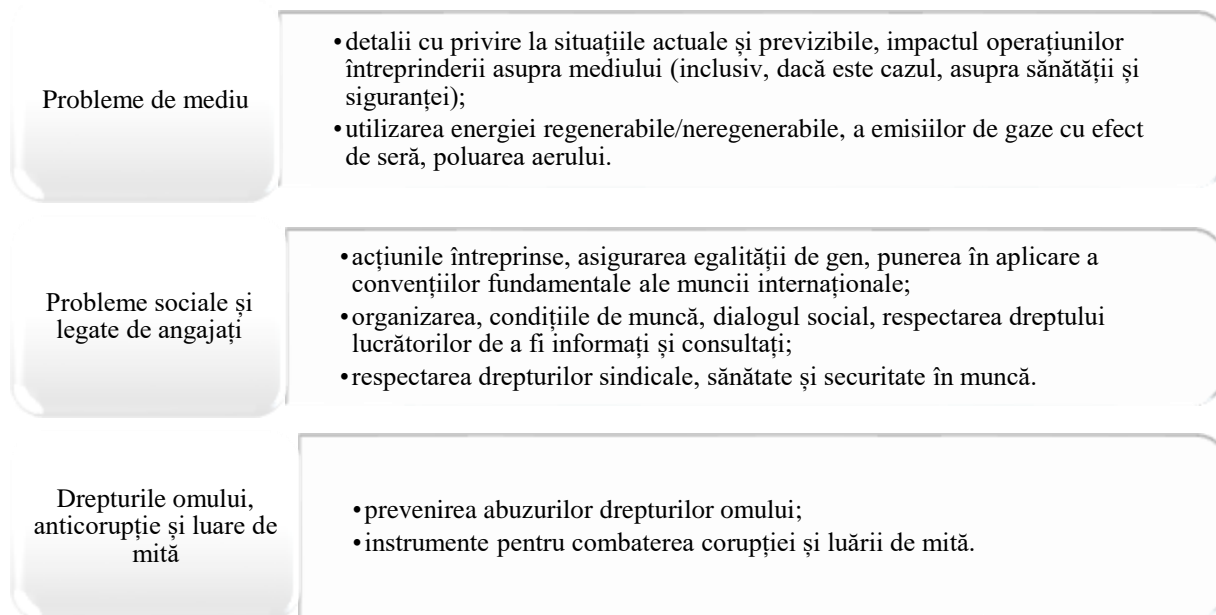 Probleme de mediu
•detalii cu privire la situațiile actuale și previzibile, impactul operațiunilor
întreprinderii asupra mediului (inclusiv, dacă este cazul, asupra sănătății și
siguranței);
•utilizarea energiei regenerabile/neregenerabile, a emisiilor de gaze cu efect
de seră, poluarea aerului.
Probleme sociale și
legate de angajați
•acțiunile întreprinse, asigurarea egalității de gen, punerea în aplicare a
convențiilor fundamentale ale muncii internaționale;
•organizarea, condițiile de muncă, dialogul social, respectarea dreptului
lucrătorilor de a fi informați și consultați;
•respectarea drepturilor sindicale, sănătate și securitate în muncă.
Drepturile omului,
anticorupție și luare de
mită
•prevenirea abuzurilor drepturilor omului;
•instrumente pentru combaterea corupției și luării de mită.